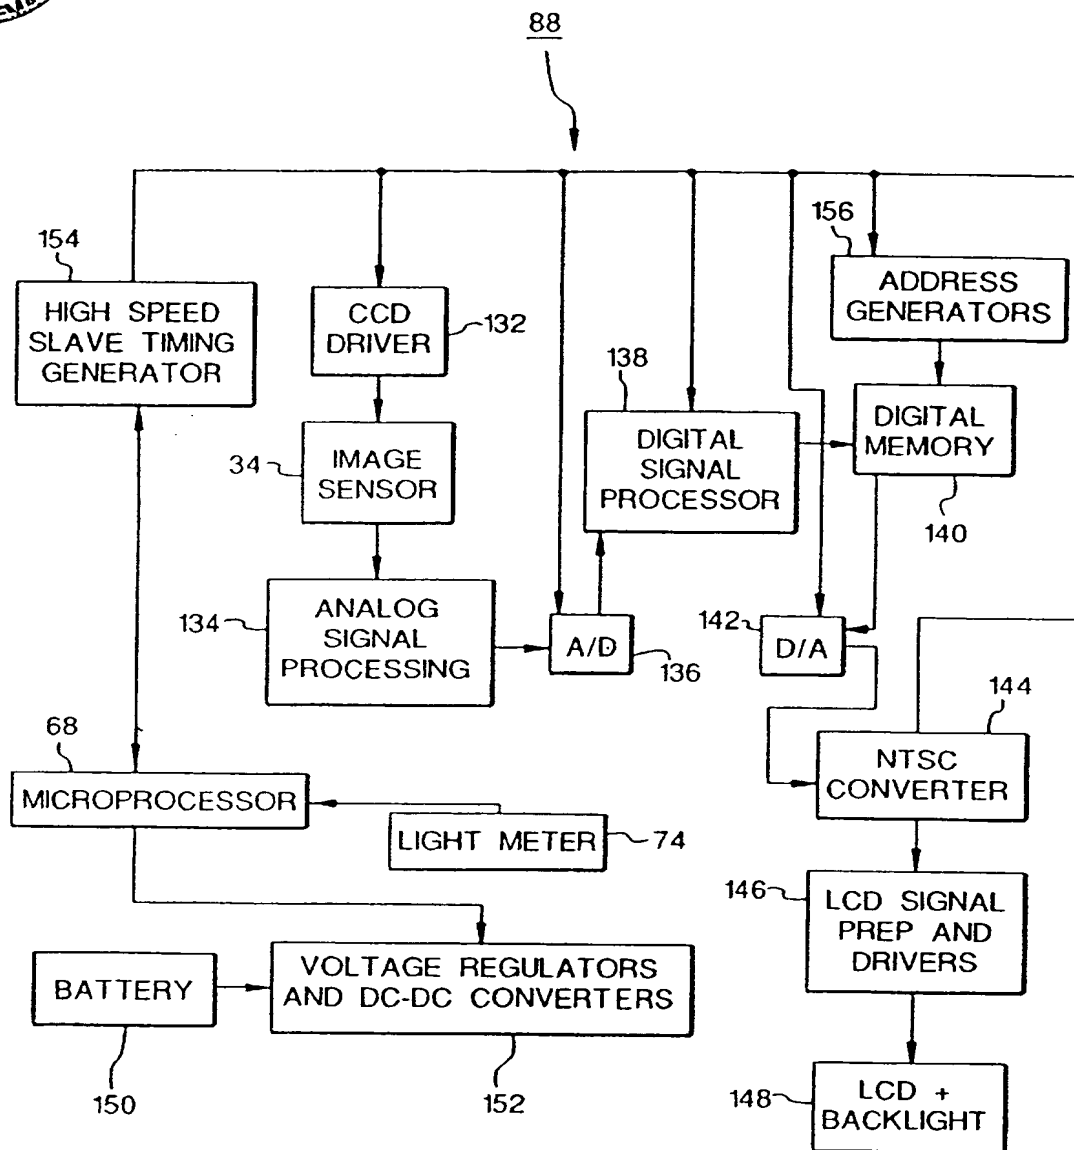 88
154
HIGH SPEED
SLAVE TIMING
GENERATOR
CCD
DRIVER
132
156
ADDRESS
GENERATORS
138
DIGITAL
SIGNAL
PROCESSOR
DIGITAL
MEMORY
140
34
IMAGE
SENSOR
134
ANALOG
SIGNAL
PROCESSING
A/D
136
142
D/A
144
NTSC
CONVERTER
68
MICROPROCESSOR
LIGHT METER
74
146
LCD SIGNAL
PREP AND
DRIVERS
BATTERY
150
VOLTAGE REGULATORS
AND DC-DC CONVERTERS
152
148
LCD +
BACKLIGHT